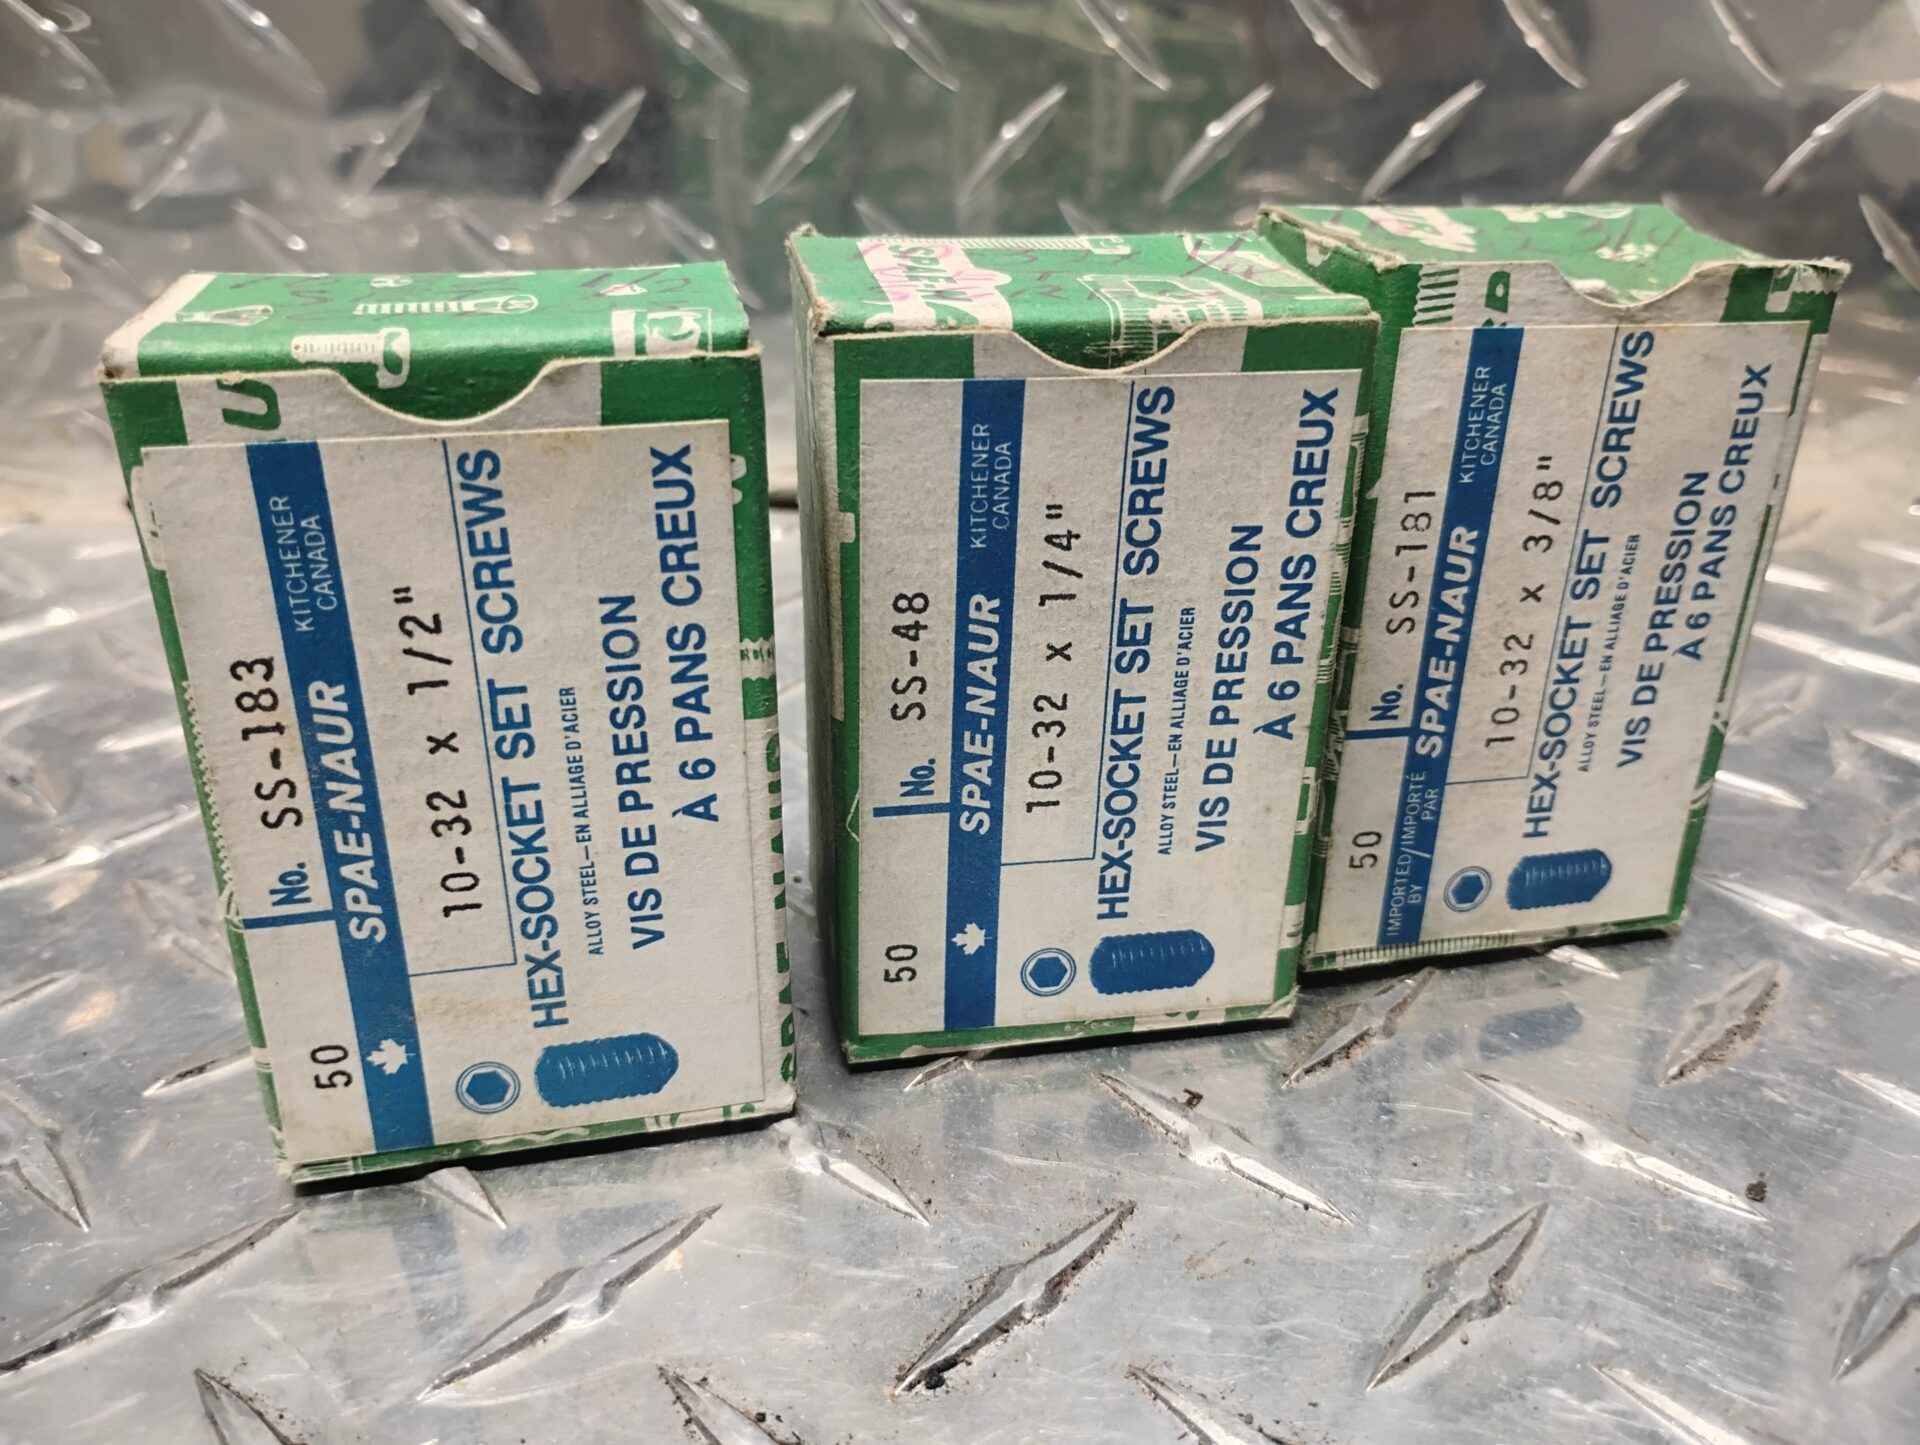 50 No. SS-183
SPAE-NAUR KITCHENER
CANADA
10-32 x 1/2"
HEX-SOCKET SET SCREWS
ALLOY STEEL—EN ALLIAGE D'ACIER
VIS DE PRESSION
À 6 PANS CREUX
50 No. SS-48
SPAE-NAUR KITCHENER
CANADA
10-32 x 1/4"
HEX-SOCKET SET SCREWS
ALLOY STEEL—EN ALLIAGE D'ACIER
VIS DE PRESSION
À 6 PANS CREUX
50 No. SS-181
IMPORTED/IMPORTÉ
BY PAR
SPAE-NAUR KITCHENER
CANADA
10-32 x 3/8"
HEX-SOCKET SET SCREWS
ALLOY STEEL—EN ALLIAGE D'ACIER
VIS DE PRESSION
À 6 PANS CREUX